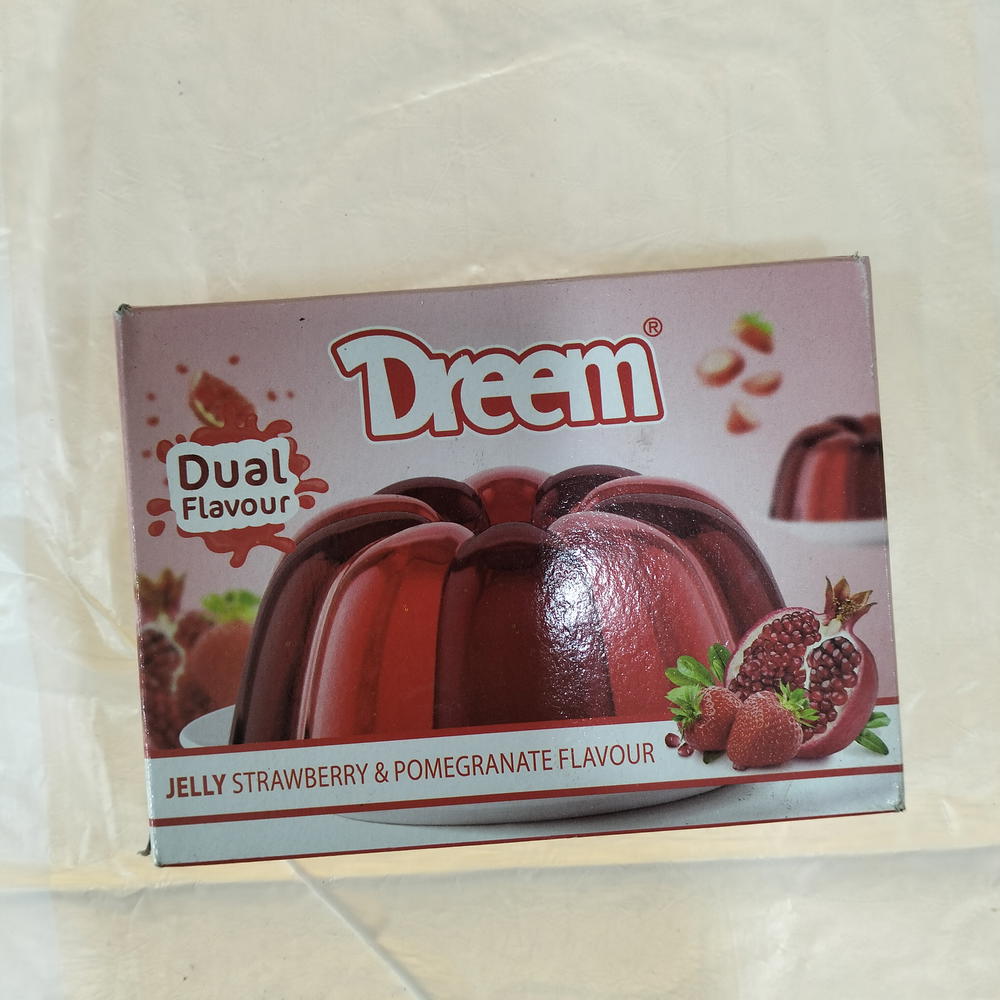 Dreem®
Dual
Flavour
JELLY STRAWBERRY & POMEGRANATE FLAVOUR